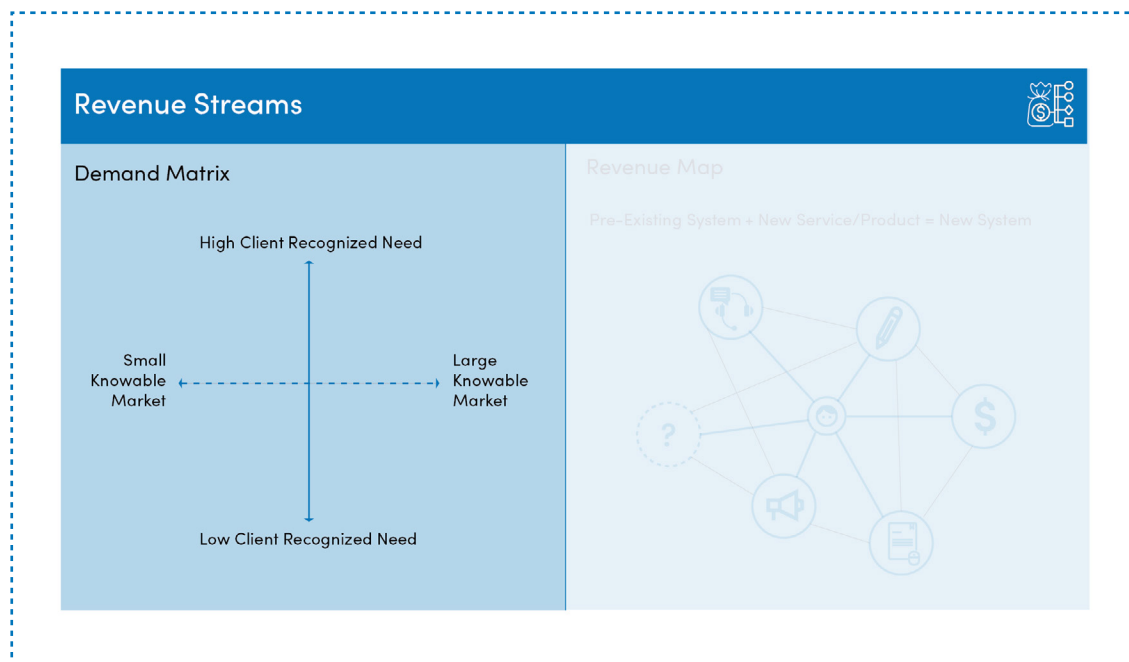 Revenue Streams
$
Demand Matrix
High Client Recognized Need
Small
Knowable
Market
Large
Knowable
Market
Low Client Recognized Need
Revenue Map
Pre-Existing System + New Service/Product = New System
?
$